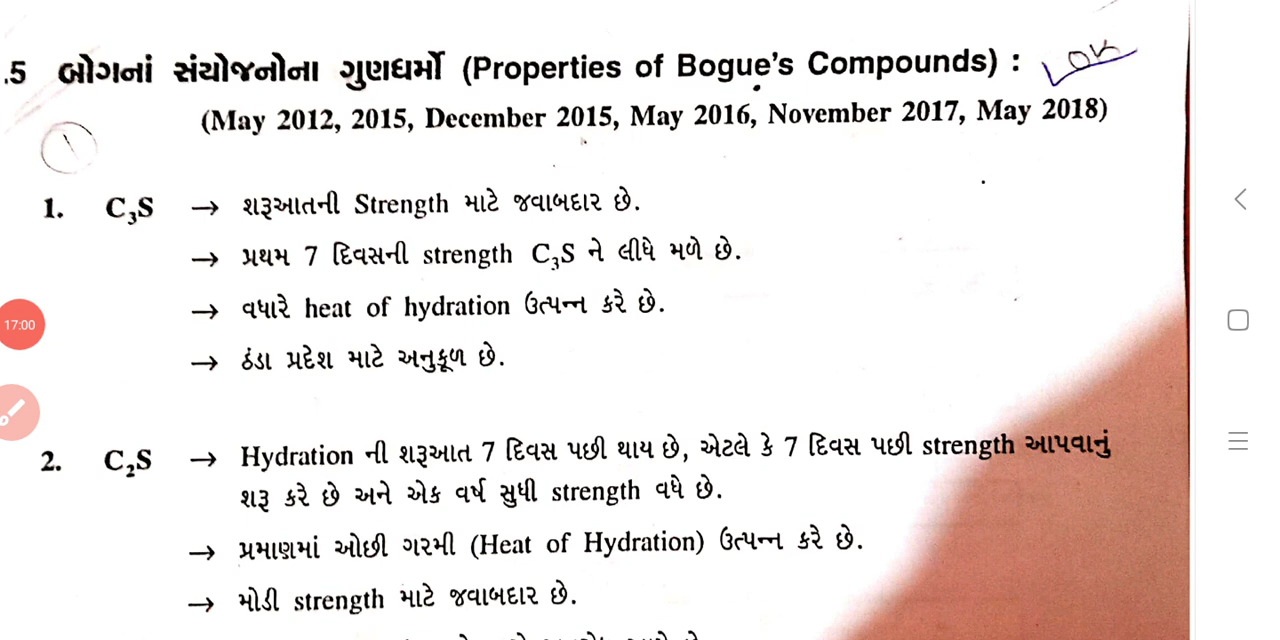 .5 બોગનાં સંયોજનોના ગુણધર્મો (Properties of Bogue's Compounds) : OK
(May 2012, 2015, December 2015, May 2016, November 2017, May 2018)
1. C₃S → શરૂઆતની Strength માટે જવાબદાર છે.
→ પ્રથમ 7 દિવસની strength C₃S ને લીધે મળે છે.
→ વધારે heat of hydration ઉત્પન્ન કરે છે.
17:00
→ ઠંડા પ્રદેશ માટે અનુકૂળ છે.
2. C₂S → Hydration ની શરૂઆત 7 દિવસ પછી થાય છે, એટલે કે 7 દિવસ પછી strength આપવાનું
શરૂ કરે છે અને એક વર્ષ સુધી strength વધે છે.
→ પ્રમાણમાં ઓછી ગરમી (Heat of Hydration) ઉત્પન્ન કરે છે.
→ મોડી strength માટે જવાબદાર છે.